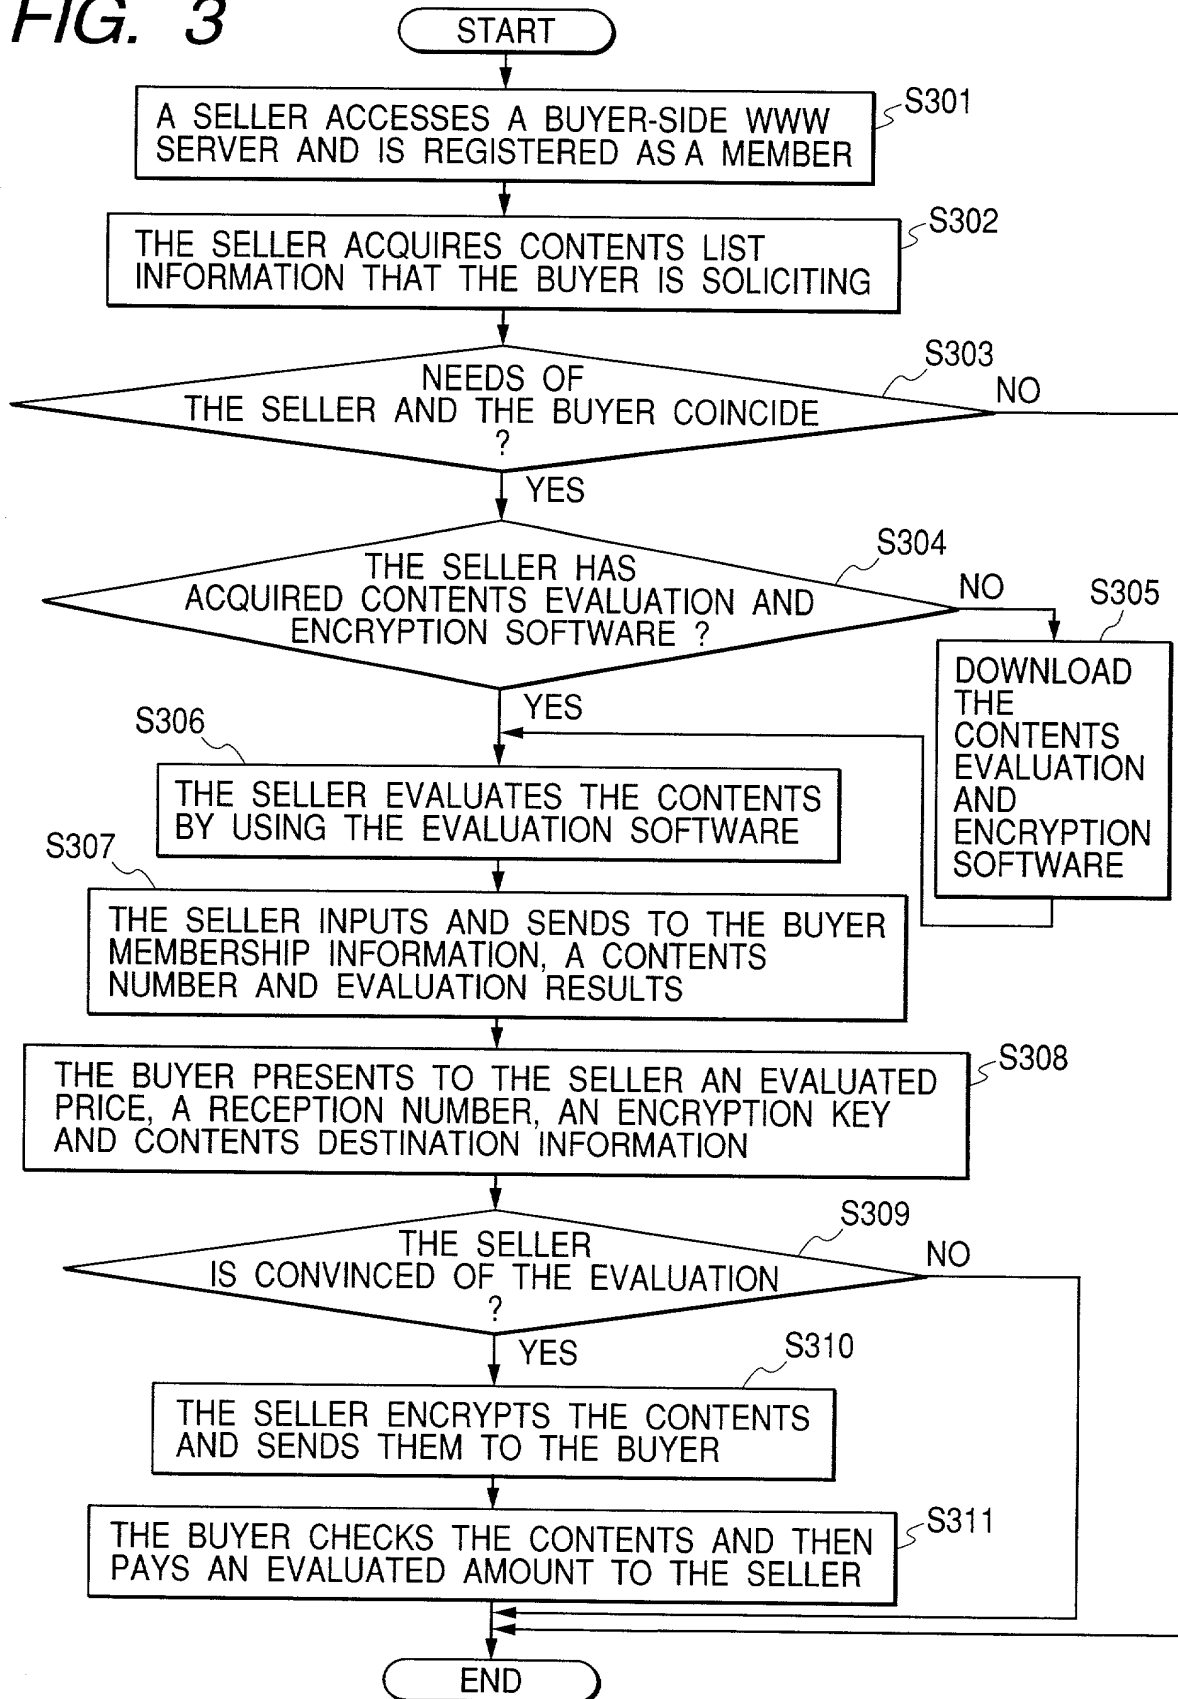 FIG. 3
START
S301
A SELLER ACCESSES A BUYER-SIDE WWW
SERVER AND IS REGISTERED AS A MEMBER
S302
THE SELLER ACQUIRES CONTENTS LIST
INFORMATION THAT THE BUYER IS SOLICITING
S303
NEEDS OF
THE SELLER AND THE BUYER COINCIDE
?
NO
YES
S304
THE SELLER HAS
ACQUIRED CONTENTS EVALUATION AND
ENCRYPTION SOFTWARE ?
NO
S305
DOWNLOAD
THE
CONTENTS
EVALUATION
AND
ENCRYPTION
SOFTWARE
YES
S306
THE SELLER EVALUATES THE CONTENTS
BY USING THE EVALUATION SOFTWARE
S307
THE SELLER INPUTS AND SENDS TO THE BUYER
MEMBERSHIP INFORMATION, A CONTENTS
NUMBER AND EVALUATION RESULTS
S308
THE BUYER PRESENTS TO THE SELLER AN EVALUATED
PRICE, A RECEPTION NUMBER, AN ENCRYPTION KEY
AND CONTENTS DESTINATION INFORMATION
S309
THE SELLER
IS CONVINCED OF THE EVALUATION
?
NO
YES
S310
THE SELLER ENCRYPTS THE CONTENTS
AND SENDS THEM TO THE BUYER
S311
THE BUYER CHECKS THE CONTENTS AND THEN
PAYS AN EVALUATED AMOUNT TO THE SELLER
END